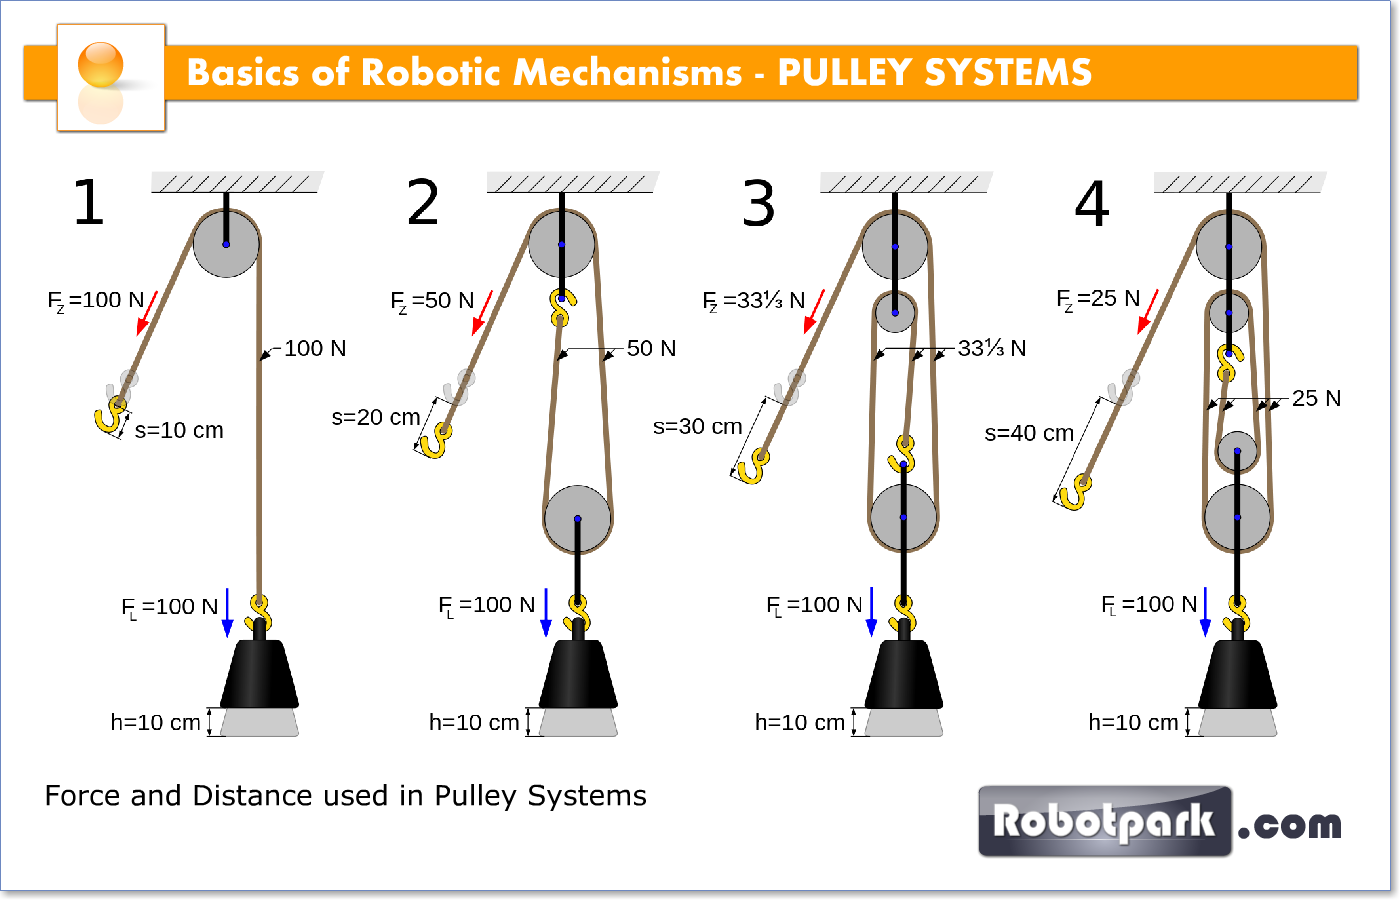 Basics of Robotic Mechanisms - PULLEY SYSTEMS
1
2
3
4
FZ=100 N
100 N
s=10 cm
FL=100 N
h=10 cm
FZ=50 N
50 N
s=20 cm
FL=100 N
h=10 cm
FZ=33⅓ N
33⅓ N
s=30 cm
FL=100 N
h=10 cm
FZ=25 N
25 N
s=40 cm
FL=100 N
h=10 cm
Force and Distance used in Pulley Systems
Robotpark.com